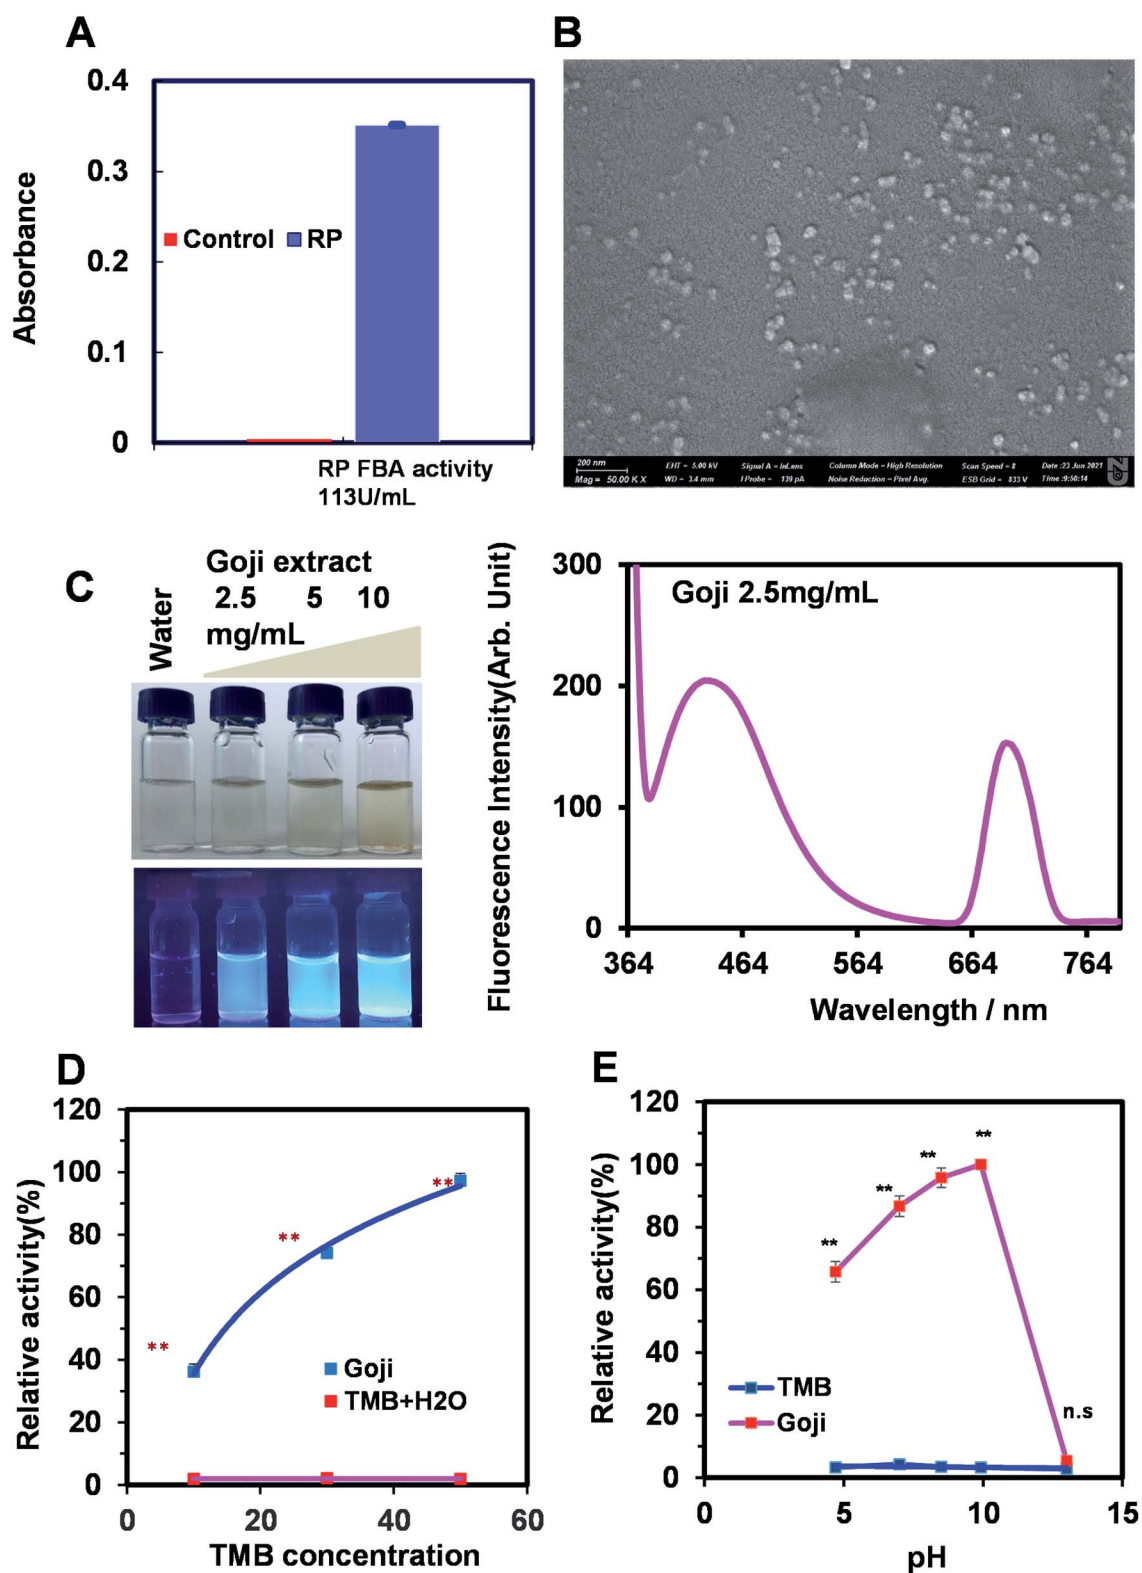 A
0.4
0.3
0.2
0.1
0
Absorbance
Control RP
RP FBA activity
113U/mL
B
200 nm
Mag = 50.00 K X
EHT = 5.00 kV
WD = 3.4 mm
Signal A = InLens
I Probe = 139 pA
Column Mode = High Resolution
Noise Reduction = Pixel Avg.
Scan Speed = 8
ESB Grid = 833 V
Date :23 Jun 2021
Time :9:50:14
C
Water
Goji extract
2.5 5 10
mg/mL
Fluorescence Intensity(Arb. Unit)
300
200
100
0
Goji 2.5mg/mL
364 464 564 664 764
Wavelength / nm
D
120
100
80
60
40
20
0
Relative activity(%)
**
**
**
Goji
TMB+H2O
0 20 40 60
TMB concentration
E
120
100
80
60
40
20
0
Relative activity(%)
**
**
**
**
n.s
TMB
Goji
0 5 10 15
pH